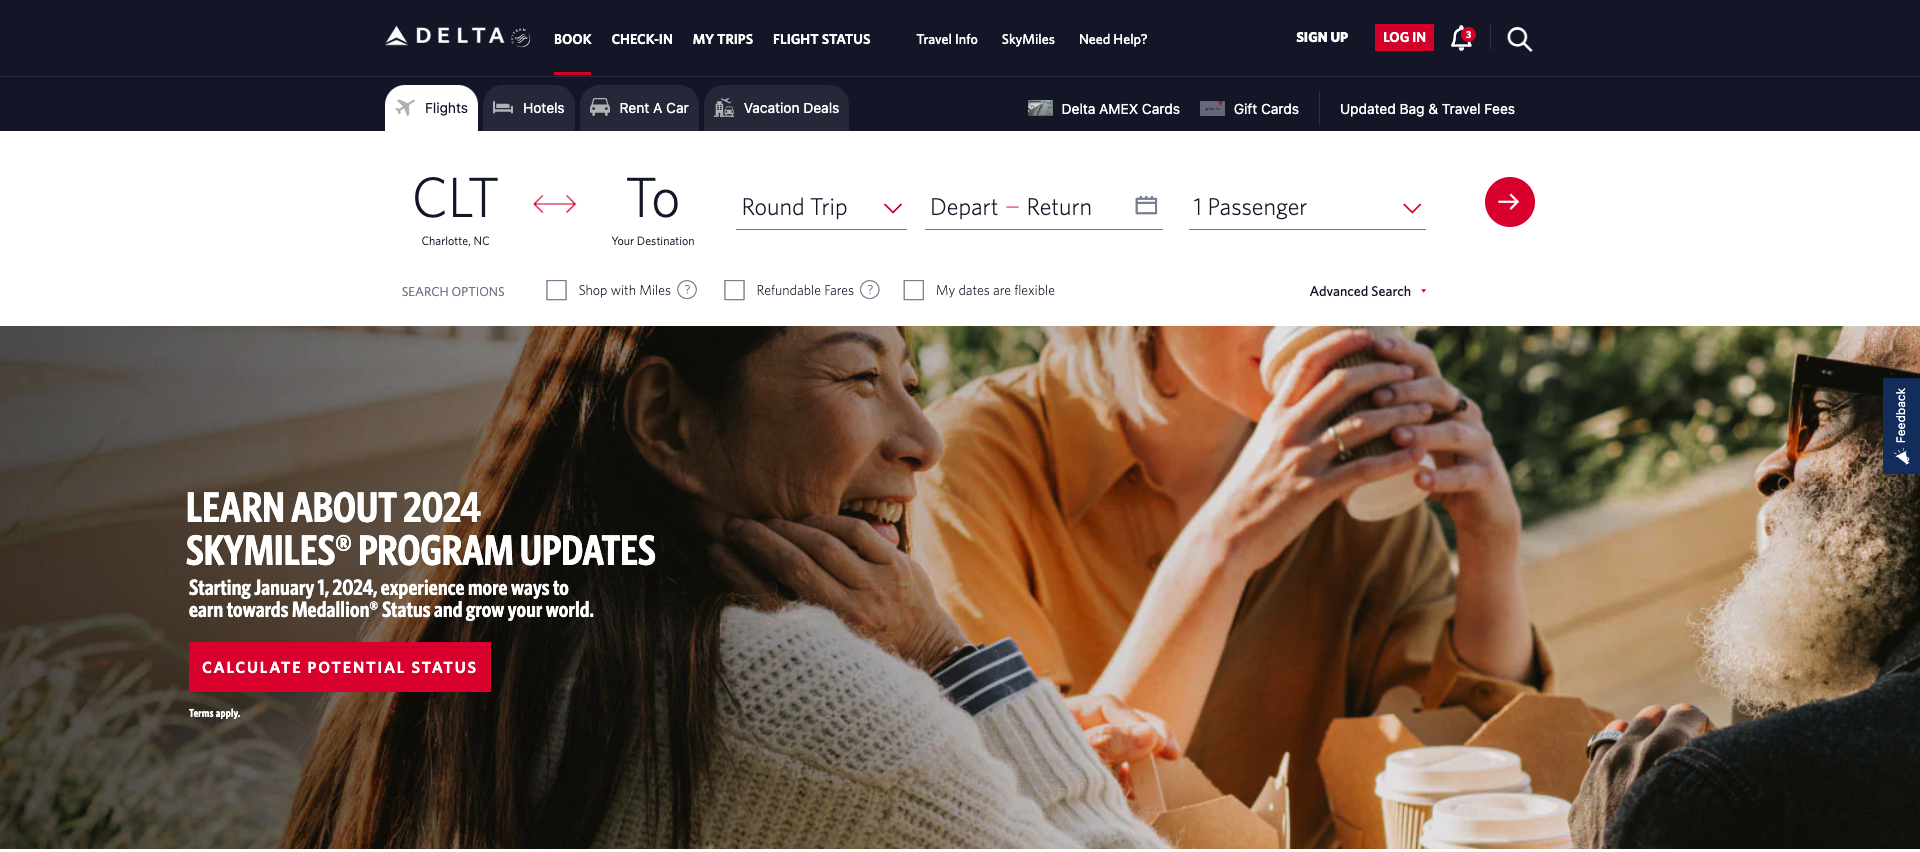 DELTA
BOOK CHECK-IN MY TRIPS FLIGHT STATUS Travel Info SkyMiles Need Help? SIGN UP LOG IN 3
Flights Hotels Rent A Car Vacation Deals Delta AMEX Cards Gift Cards Updated Bag & Travel Fees
CLT To Round Trip Depart – Return 1 Passenger
Charlotte, NC Your Destination
SEARCH OPTIONS Shop with Miles ? Refundable Fares ? My dates are flexible Advanced Search
Feedback
LEARN ABOUT 2024
SKYMILES® PROGRAM UPDATES
Starting January 1, 2024, experience more ways to
earn towards Medallion® Status and grow your world.
CALCULATE POTENTIAL STATUS
Terms apply.